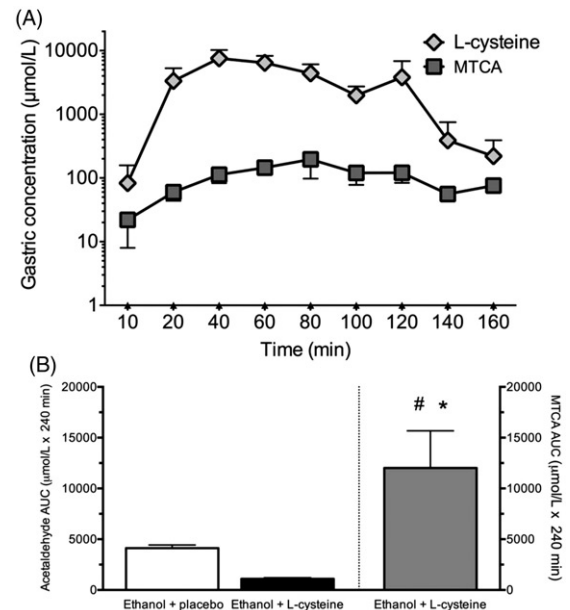 (A)
Gastric concentration (µmol/L)
10000
1000
100
10
1
L-cysteine
MTCA
10 20 40 60 80 100 120 140 160
Time (min)
(B)
Acetaldehyde AUC (µmol/L x 240 min)
20000
15000
10000
5000
0
# *
20000
15000
10000
5000
0
MTCA AUC (µmol/L x 240 min)
Ethanol + placebo Ethanol + L-cysteine Ethanol + L-cysteine